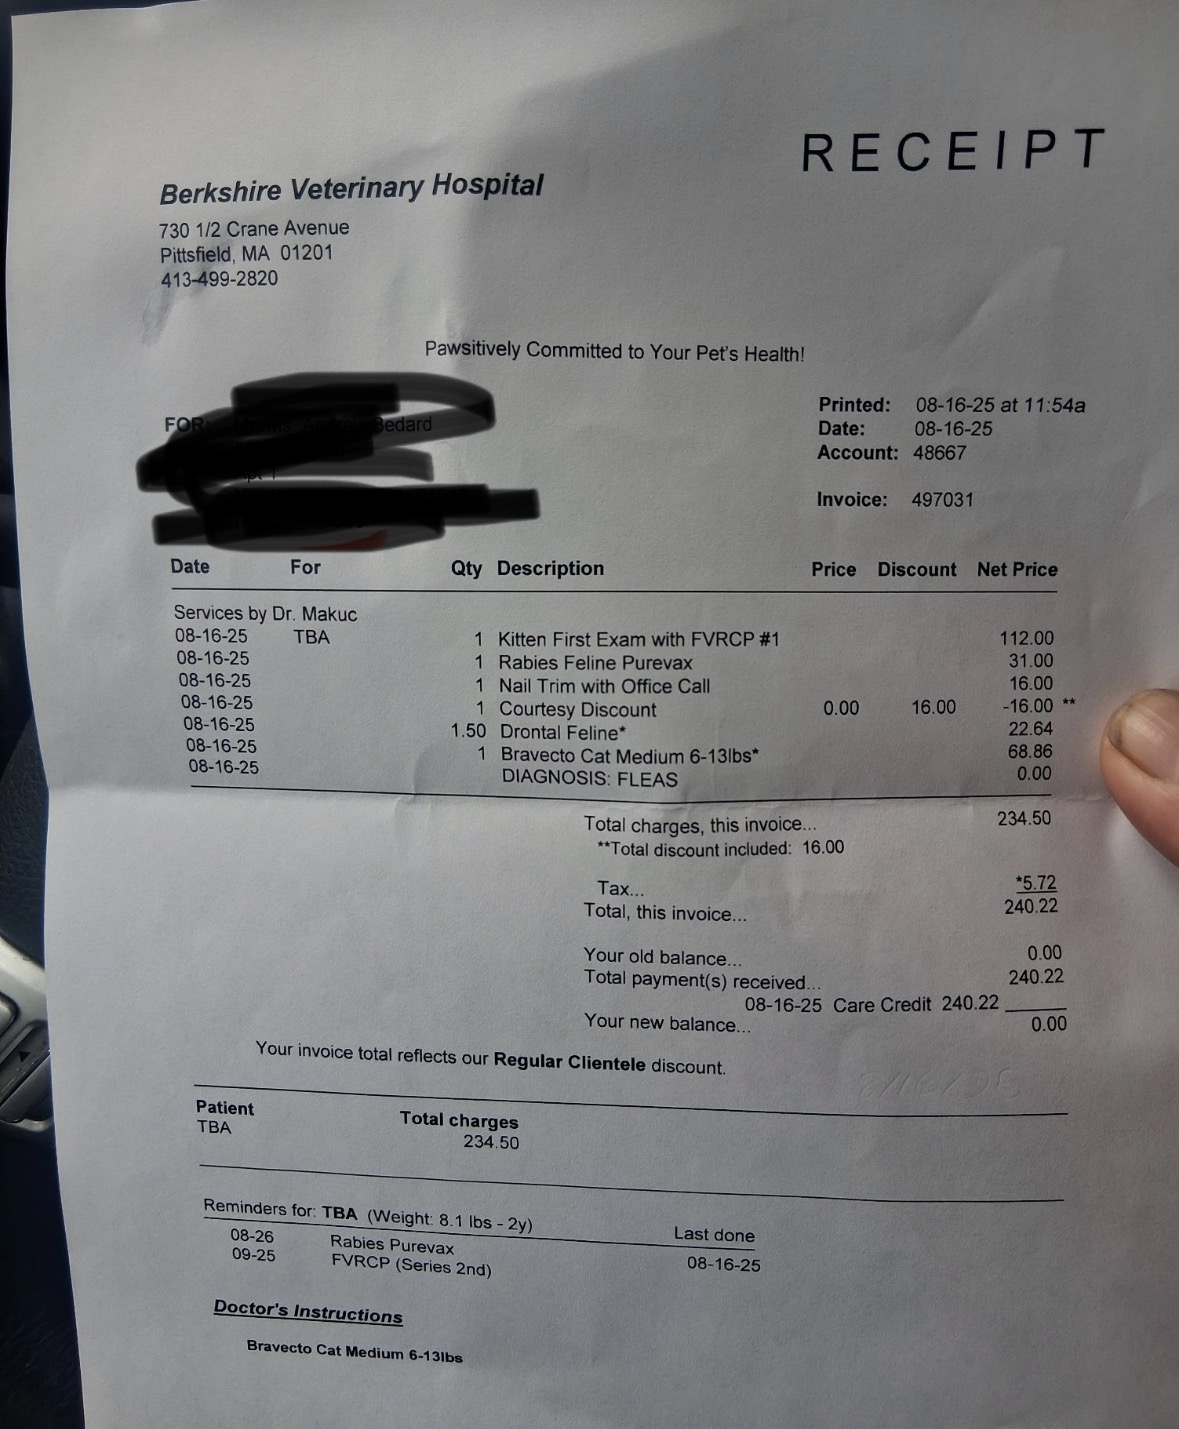 RECEIPT
Berkshire Veterinary Hospital
730 1/2 Crane Avenue
Pittsfield, MA 01201
413-499-2820
Pawsitively Committed to Your Pet's Health!
Printed: 08-16-25 at 11:54a
Date: 08-16-25
Account: 48667
Invoice: 497031
FOR: Bedard
Apt 1
Date For Qty Description Price Discount Net Price
Services by Dr. Makuc
08-16-25 TBA 1 Kitten First Exam with FVRCP #1 112.00
08-16-25 1 Rabies Feline Purevax 31.00
08-16-25 1 Nail Trim with Office Call 16.00
08-16-25 1 Courtesy Discount 0.00 16.00 -16.00 **
08-16-25 1.50 Drontal Feline* 22.64
08-16-25 1 Bravecto Cat Medium 6-13lbs* 68.86
08-16-25 DIAGNOSIS: FLEAS 0.00
Total charges, this invoice... 234.50
**Total discount included: 16.00
Tax... *5.72
Total, this invoice... 240.22
Your old balance... 0.00
Total payment(s) received... 240.22
08-16-25 Care Credit 240.22
Your new balance... 0.00
Your invoice total reflects our Regular Clientele discount.
Patient Total charges
TBA 234.50
Reminders for: TBA (Weight: 8.1 lbs - 2y) Last done
08-26 Rabies Purevax 08-16-25
09-25 FVRCP (Series 2nd)
Doctor's Instructions
Bravecto Cat Medium 6-13lbs